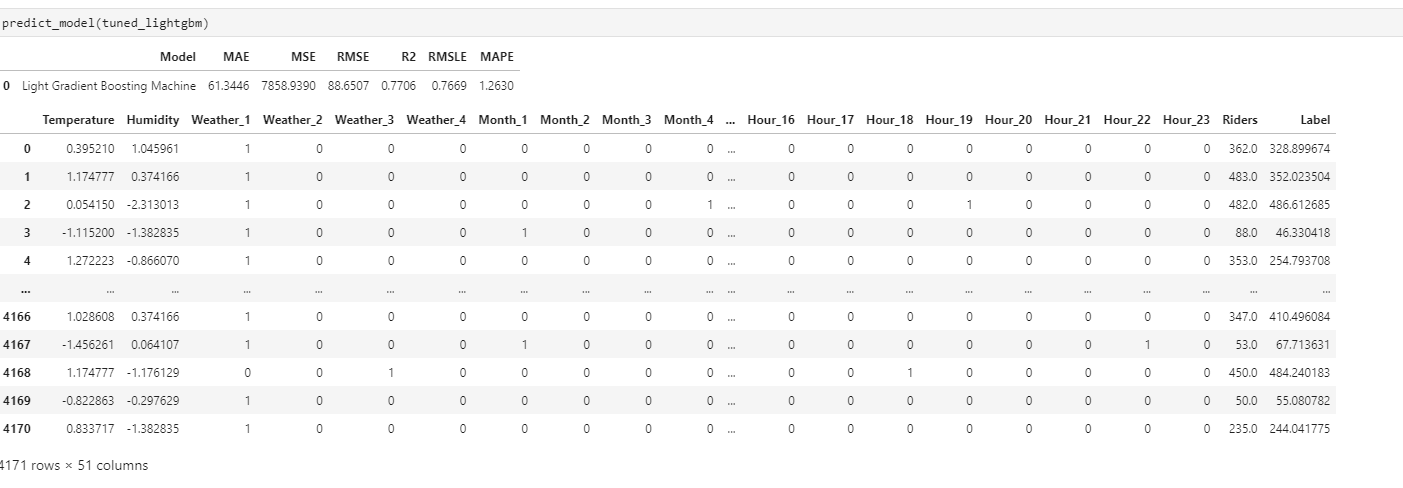 predict_model(tuned_lightgbm)
Model MAE MSE RMSE R2 RMSLE MAPE
0 Light Gradient Boosting Machine 61.3446 7858.9390 88.6507 0.7706 0.7669 1.2630
Temperature Humidity Weather_1 Weather_2 Weather_3 Weather_4 Month_1 Month_2 Month_3 Month_4 ... Hour_16 Hour_17 Hour_18 Hour_19 Hour_20 Hour_21 Hour_22 Hour_23 Riders Label
0 0.395210 1.045961 1 0 0 0 0 0 0 0 ... 0 0 0 0 0 0 0 0 362.0 328.899674
1 1.174777 0.374166 1 0 0 0 0 0 0 0 ... 0 0 0 0 0 0 0 0 483.0 352.023504
2 0.054150 -2.313013 1 0 0 0 0 0 0 1 ... 0 0 0 1 0 0 0 0 482.0 486.612685
3 -1.115200 -1.382835 1 0 0 0 1 0 0 0 ... 0 0 0 0 0 0 0 0 88.0 46.330418
4 1.272223 -0.866070 1 0 0 0 0 0 0 0 ... 0 0 0 0 0 0 0 0 353.0 254.793708
... ... ... ... ... ... ... ... ... ... ... ... ... ... ... ... ... ... ... ... ... ...
4166 1.028608 0.374166 1 0 0 0 0 0 0 0 ... 0 0 0 0 0 0 0 0 347.0 410.496084
4167 -1.456261 0.064107 1 0 0 0 1 0 0 0 ... 0 0 0 0 0 0 1 0 53.0 67.713631
4168 1.174777 -1.176129 0 0 1 0 0 0 0 0 ... 0 0 1 0 0 0 0 0 450.0 484.240183
4169 -0.822863 -0.297629 1 0 0 0 0 0 0 0 ... 0 0 0 0 0 0 0 0 50.0 55.080782
4170 0.833717 -1.382835 1 0 0 0 0 0 0 0 ... 0 0 0 0 0 0 0 0 235.0 244.041775
4171 rows × 51 columns